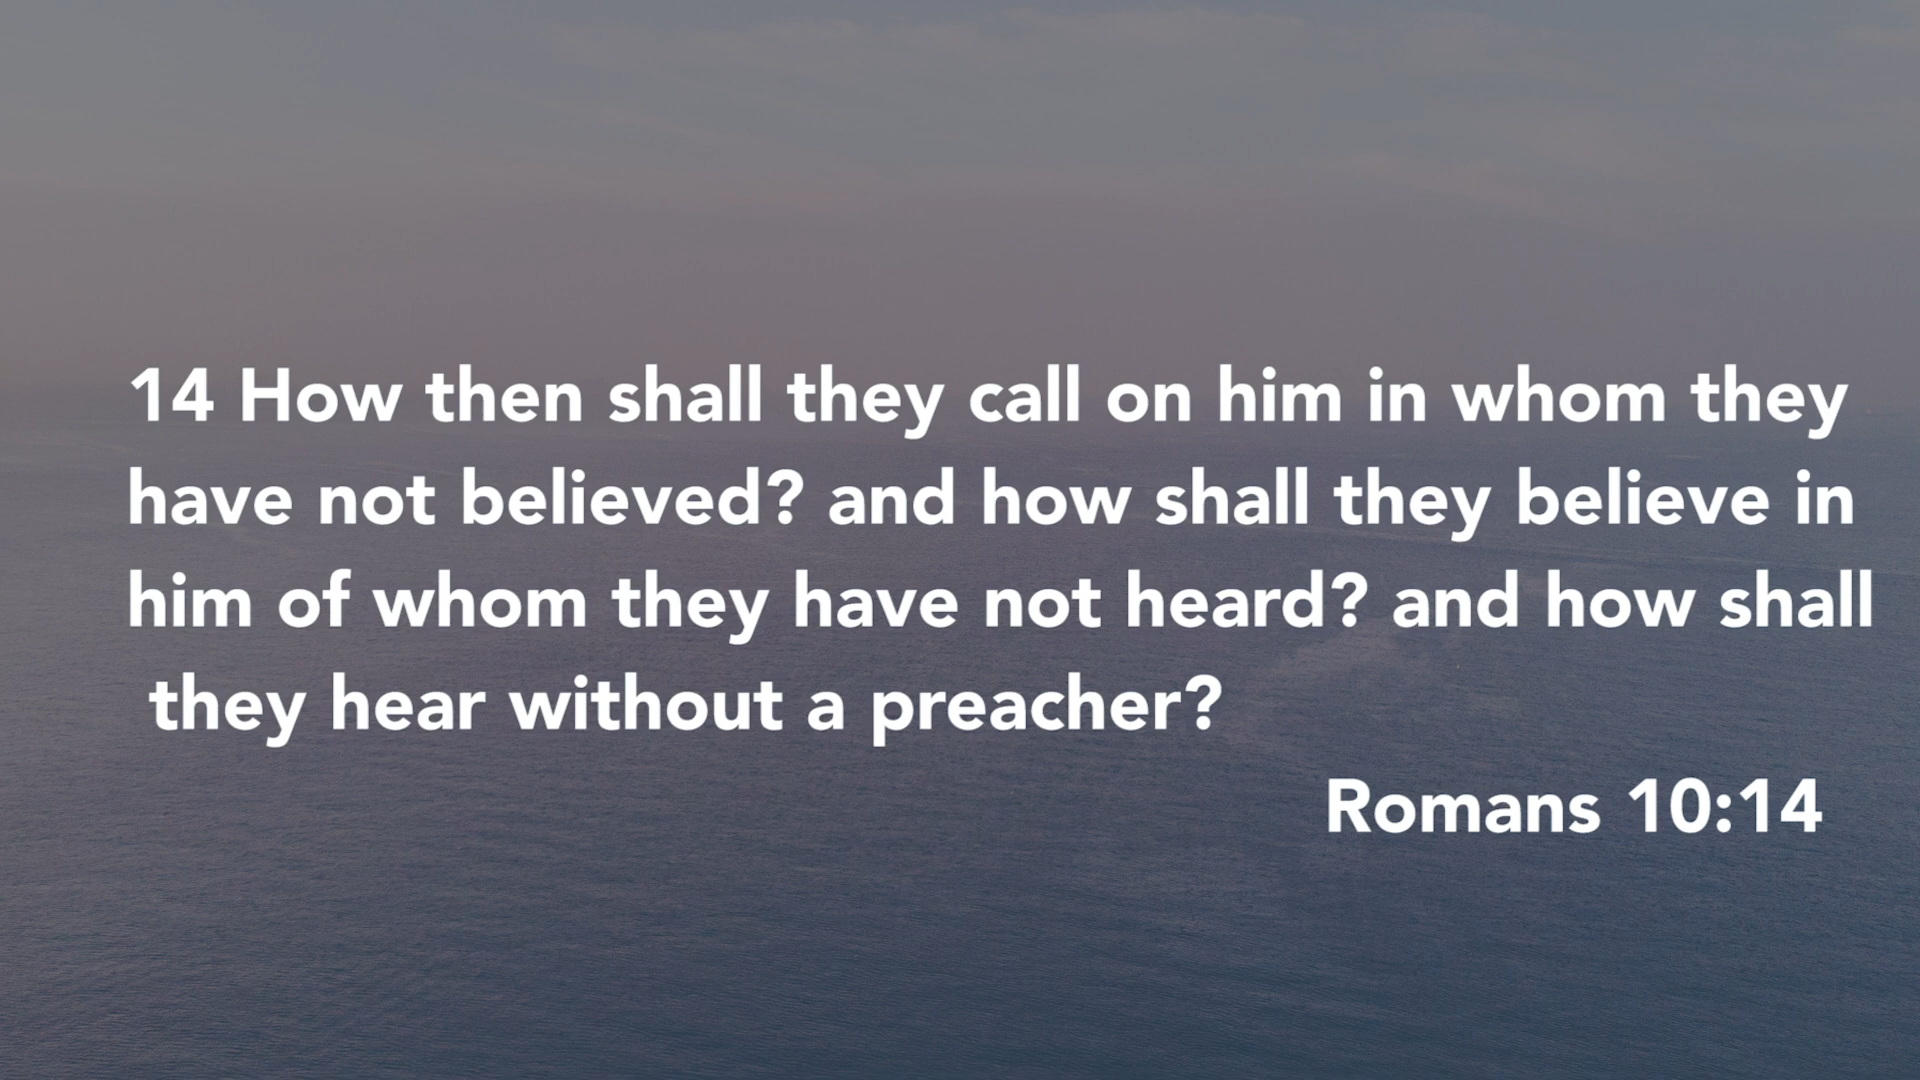 14 How then shall they call on him in whom they
have not believed? and how shall they believe in
him of whom they have not heard? and how shall
they hear without a preacher?
Romans 10:14